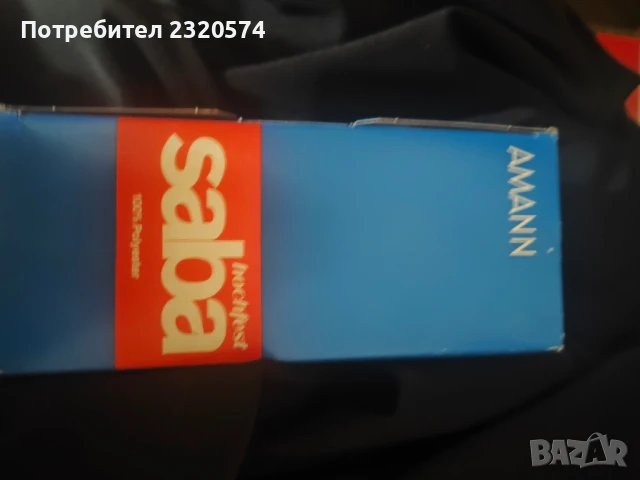 Потребител 2320574
AMANN
hochfest
saba
100% Polyester
BAZAR